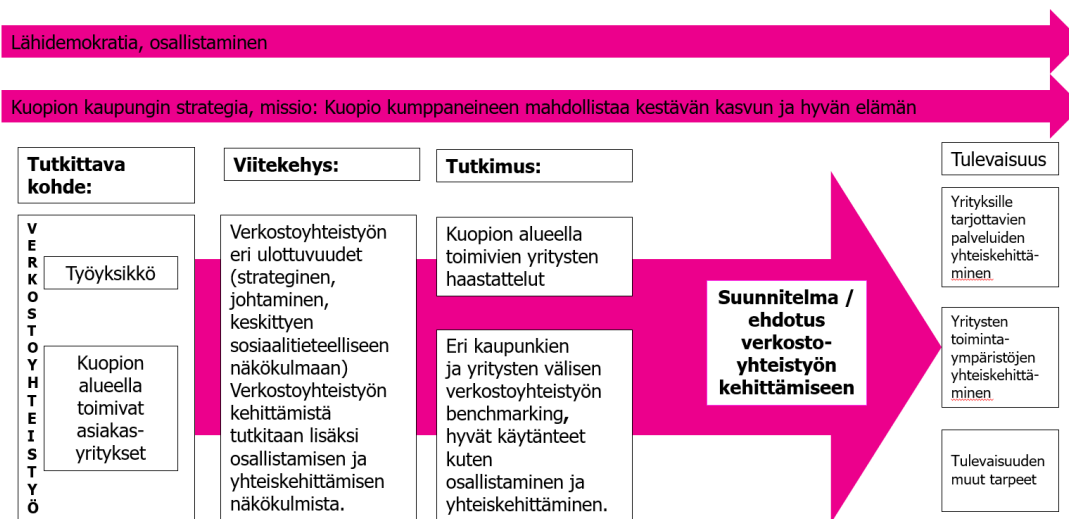 Lähidemokratia, osallistaminen
Kuopion kaupungin strategia, missio: Kuopio kumppaneineen mahdollistaa kestävän kasvun ja hyvän elämän
Tutkittava
kohde:
VERKOSTOYHTEISTYÖ
Työyksikkö
Kuopion
alueella
toimivat
asiakas-
yritykset
Viitekehys:
Verkostoyhteistyön
eri ulottuvuudet
(strateginen,
johtaminen,
keskittyen
sosiaalitieteelliseen
näkökulmaan)
Verkostoyhteistyön
kehittämistä
tutkitaan lisäksi
osallistamisen ja
yhteiskehittämisen
näkökulmista.
Tutkimus:
Kuopion alueella
toimivien yritysten
haastattelut
Eri kaupunkien
ja yritysten välisen
verkostoyhteistyön
benchmarking,
hyvät käytänteet
kuten
osallistaminen ja
yhteiskehittäminen.
Suunnitelma /
ehdotus
verkosto-
yhteistyön
kehittämiseen
Tulevaisuus
Yrityksille
tarjottavien
palveluiden
yhteiskehittä-
minen
Yritysten
toiminta-
ympäristöjen
yhteiskehittä-
minen
Tulevaisuuden
muut tarpeet